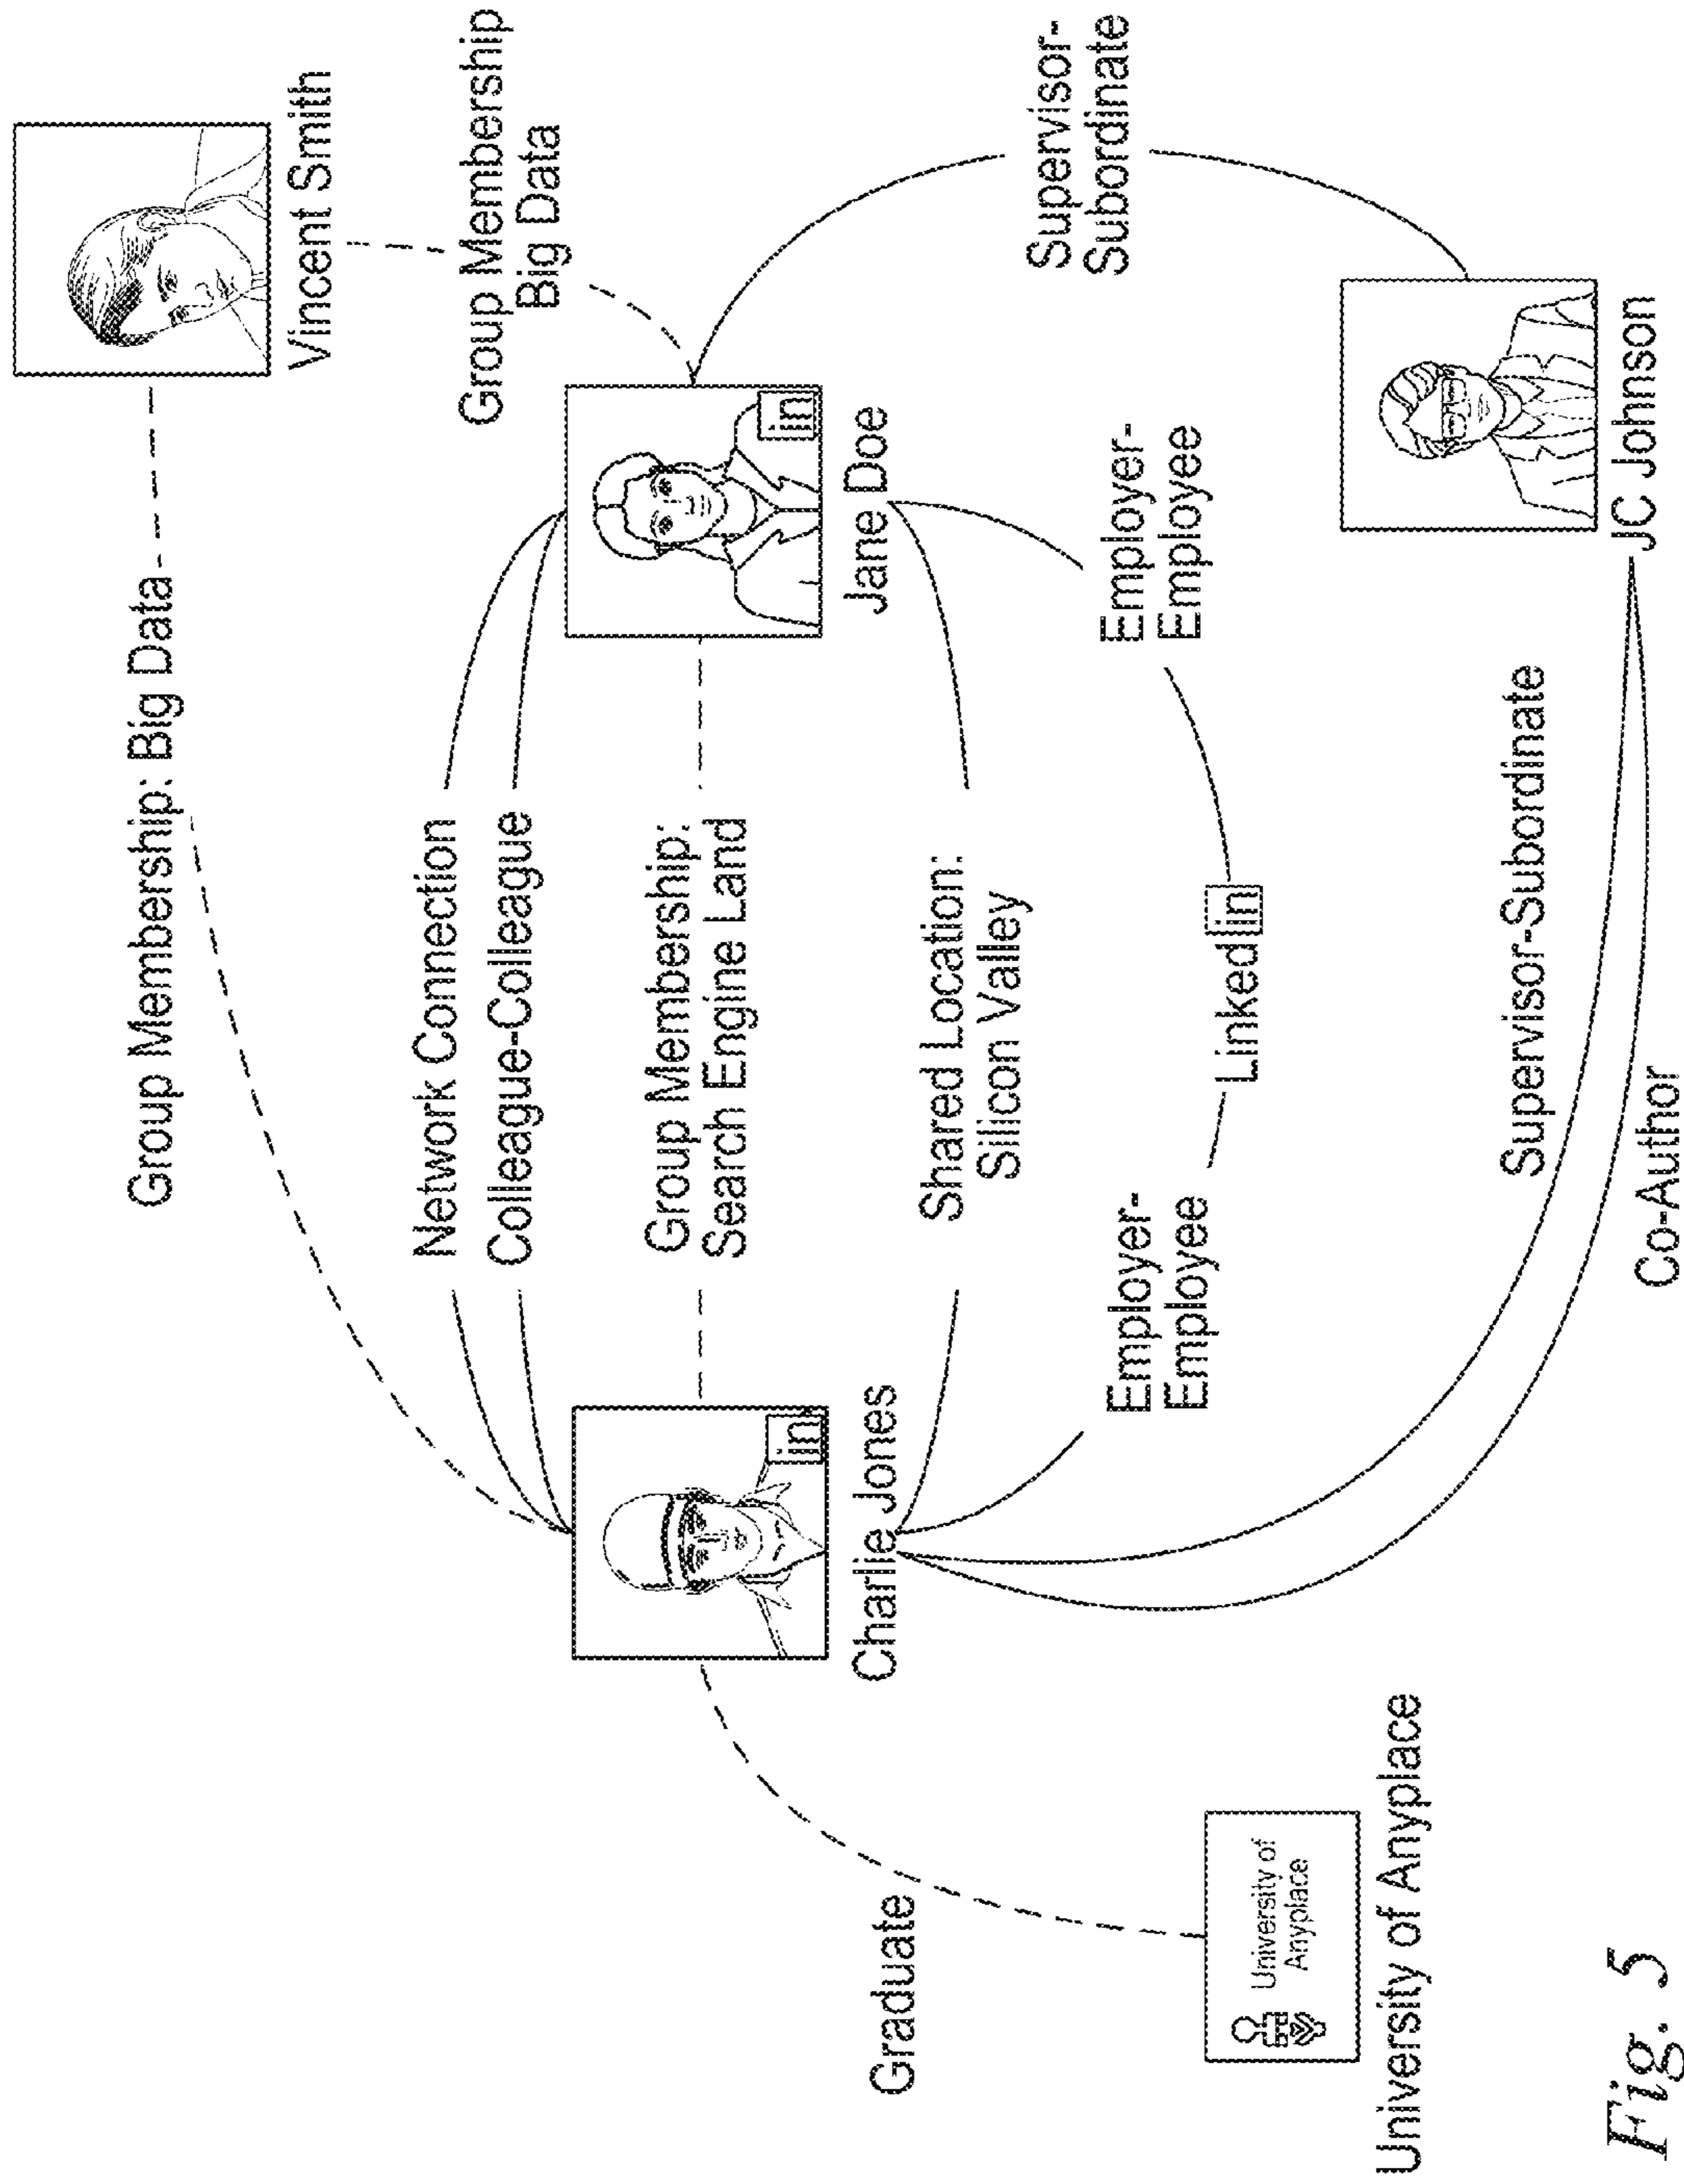 Vincent Smith
Group Membership: Big Data
Group Membership
Big Data
Network Connection
Colleague-Colleague
in
in
Group Membership:
Search Engine Land
Charlie Jones
Jane Doe
Graduate
Shared Location:
Silicon Valley
Supervisor-
Subordinate
Employer-
Employee
Employer-
Employee
Linkedin
University of
Anyplace
University of Anyplace
Supervisor-Subordinate
JC Johnson
Co-Author
Fig. 5